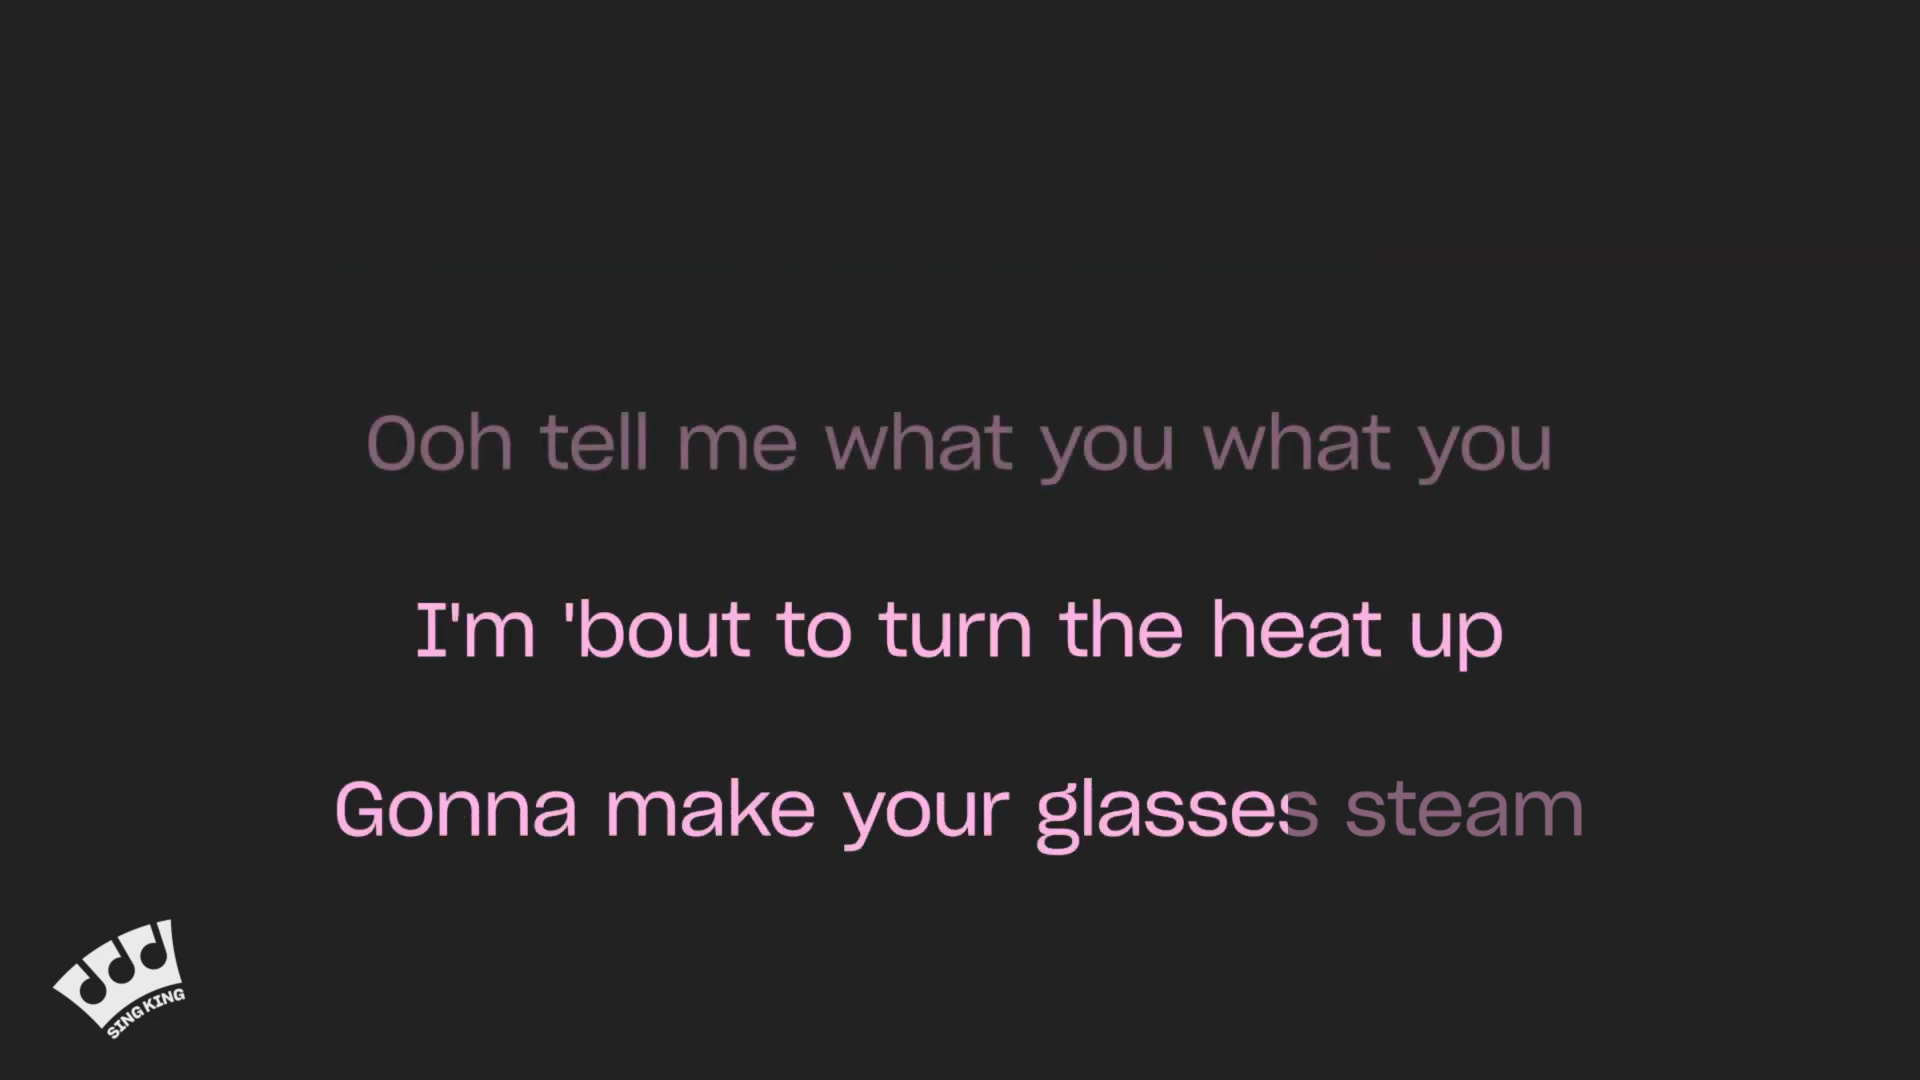 Ooh tell me what you what you
I'm 'bout to turn the heat up
Gonna make your glasses steam
SING KING